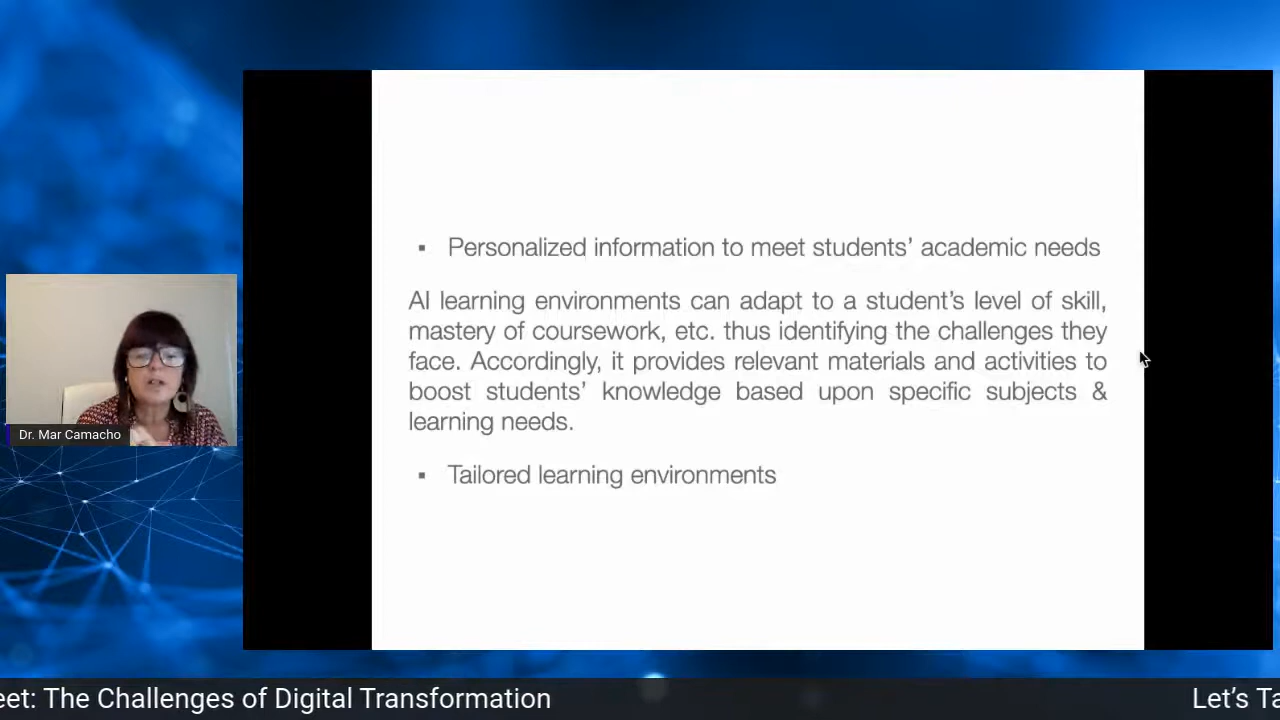 ▪ Personalized information to meet students’ academic needs
AI learning environments can adapt to a student’s level of skill,
mastery of coursework, etc. thus identifying the challenges they
face. Accordingly, it provides relevant materials and activities to
boost students’ knowledge based upon specific subjects &
learning needs.
▪ Tailored learning environments
Dr. Mar Camacho
eet: The Challenges of Digital Transformation
Let’s Ta